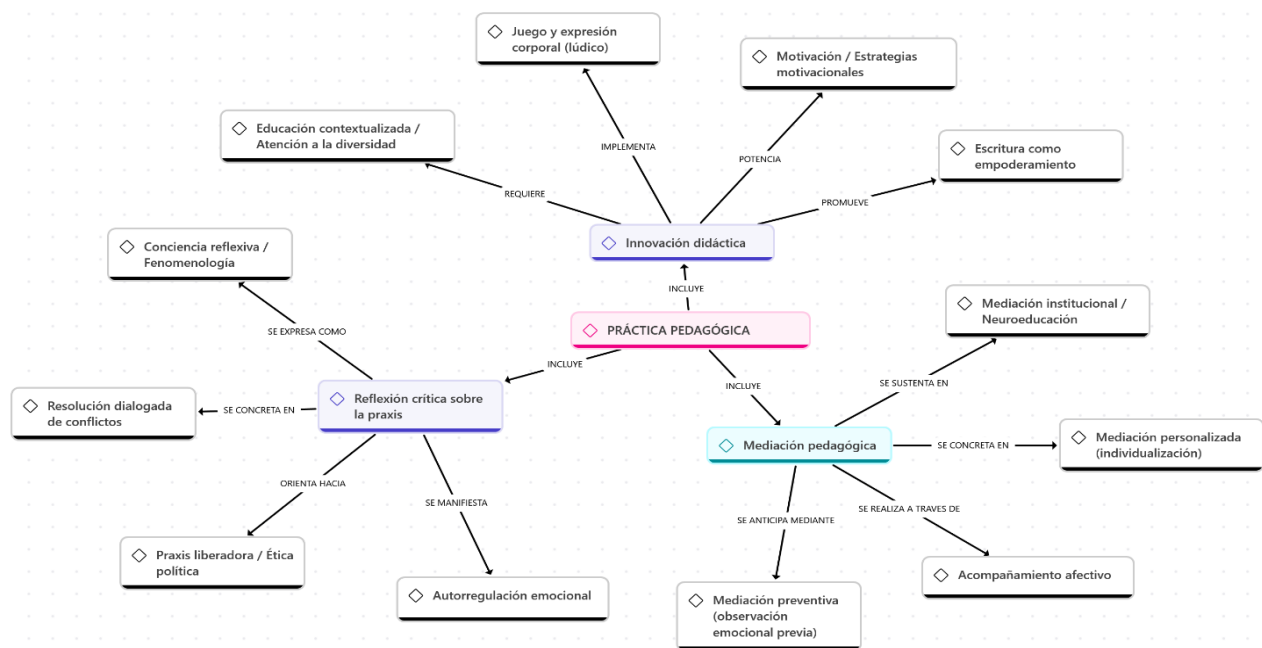 Juego y expresión
corporal (lúdico)
Motivación / Estrategias
motivacionales
Educación contextualizada /
Atención a la diversidad
Escritura como
empoderamiento
IMPLEMENTA
POTENCIA
REQUIERE
PROMUEVE
Innovación didáctica
Conciencia reflexiva /
Fenomenología
INCLUYE
Mediación institucional /
Neuroeducación
PRÁCTICA PEDAGÓGICA
SE EXPRESA COMO
INCLUYE
INCLUYE
SE SUSTENTA EN
Reflexión crítica sobre
la praxis
Resolución dialogada
de conflictos
SE CONCRETA EN
Mediación pedagógica
SE CONCRETA EN
Mediación personalizada
(individualización)
ORIENTA HACIA
SE MANIFIESTA
SE REALIZA A TRAVES DE
SE ANTICIPA MEDIANTE
Praxis liberadora / Ética
política
Autorregulación emocional
Acompañamiento afectivo
Mediación preventiva
(observación
emocional previa)